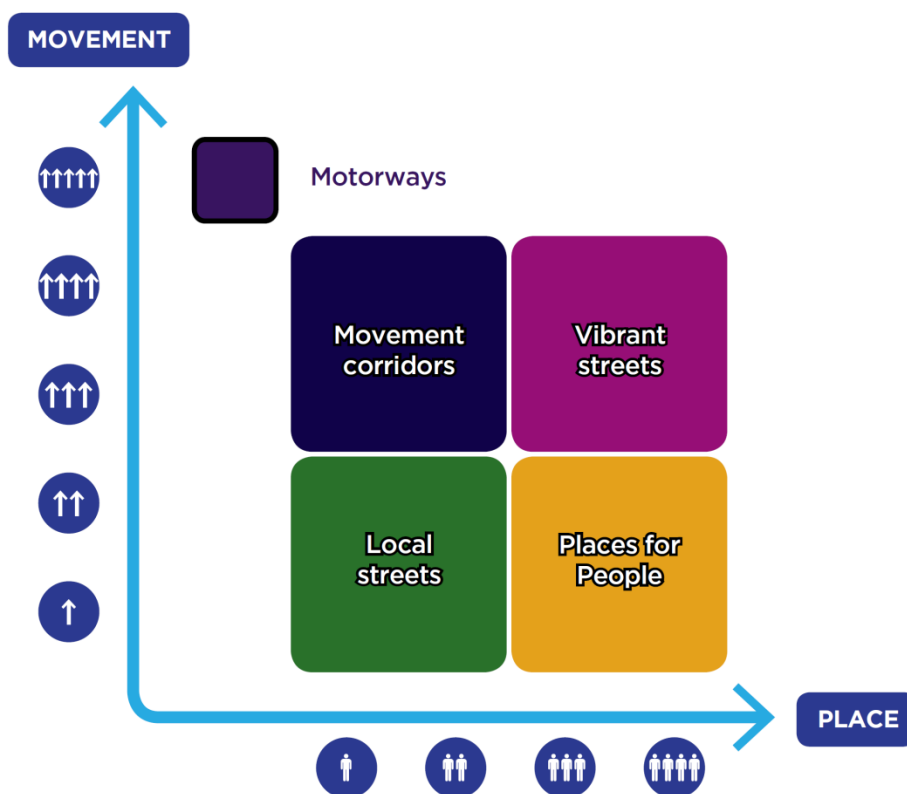 MOVEMENT
Motorways
Movement
corridors
Vibrant
streets
Local
streets
Places for
People
PLACE